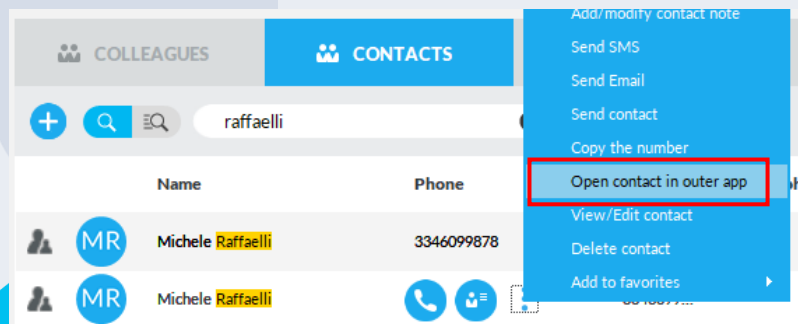 Add/modify contact note
COLLEAGUES
CONTACTS
Send SMS
Send Email
Send contact
raffaelli
Copy the number
Name
Phone
Open contact in outer app
View/Edit contact
MR
Michele Raffaelli
3346099878
Delete contact
MR
Michele Raffaelli
Add to favorites